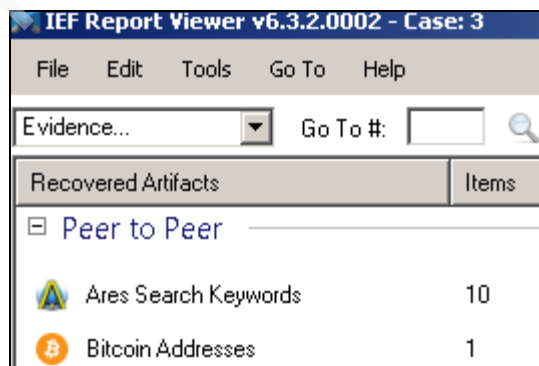 IEF Report Viewer v6.3.2.0002 - Case: 3
File Edit Tools Go To Help
Evidence... Go To #:
Recovered Artifacts Items
Peer to Peer
Ares Search Keywords 10
Bitcoin Addresses 1